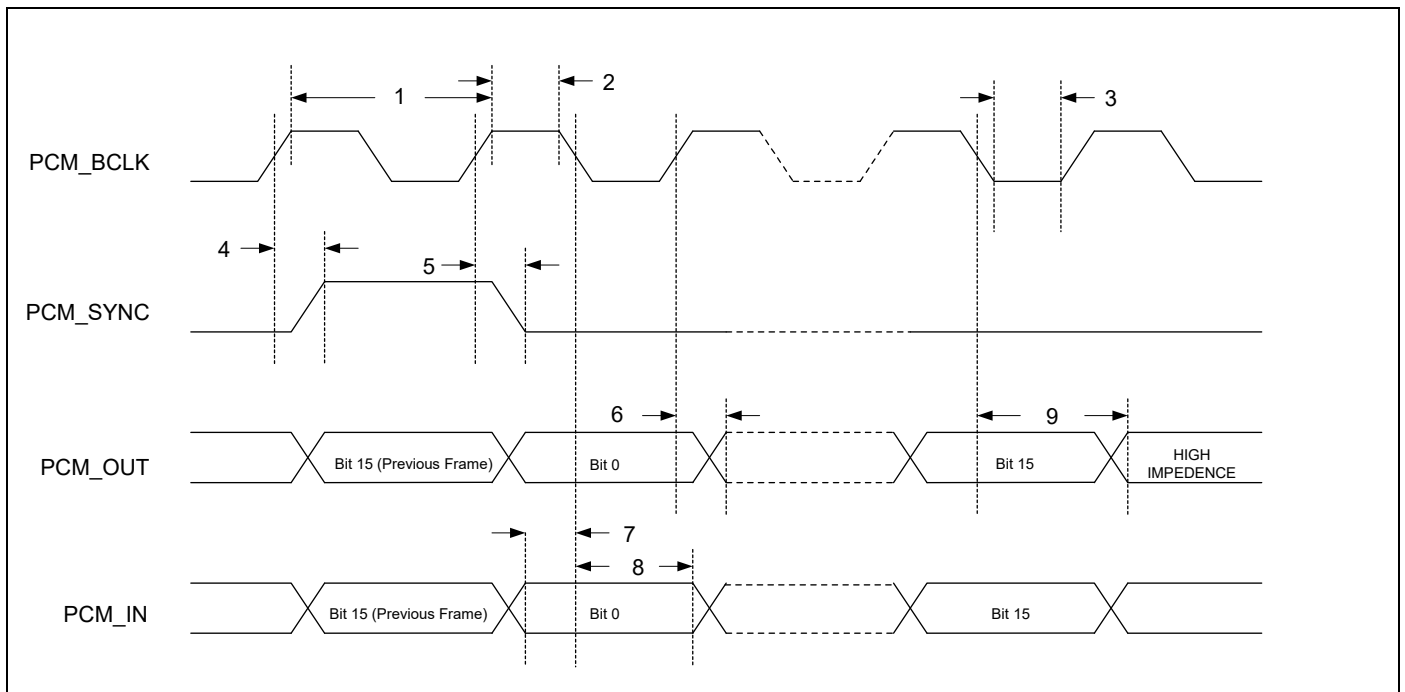 1
2
3
PCM_BCLK
4
5
PCM_SYNC
6
9
PCM_OUT
Bit 15 (Previous Frame)
Bit 0
Bit 15
HIGH
IMPEDENCE
7
8
PCM_IN
Bit 15 (Previous Frame)
Bit 0
Bit 15